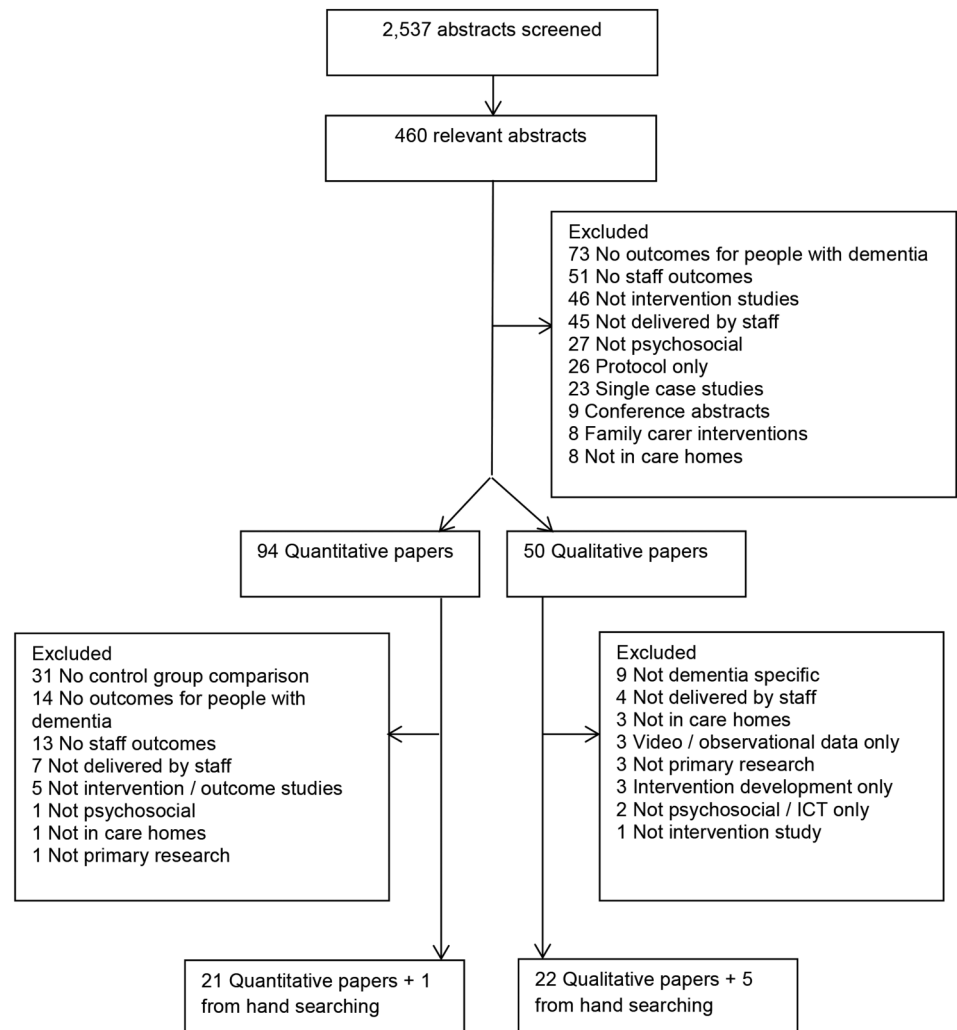 2,537 abstracts screened
460 relevant abstracts
Excluded
73 No outcomes for people with dementia
51 No staff outcomes
46 Not intervention studies
45 Not delivered by staff
27 Not psychosocial
26 Protocol only
23 Single case studies
9 Conference abstracts
8 Family carer interventions
8 Not in care homes
94 Quantitative papers
50 Qualitative papers
Excluded
31 No control group comparison
14 No outcomes for people with
dementia
13 No staff outcomes
7 Not delivered by staff
5 Not intervention / outcome studies
1 Not psychosocial
1 Not in care homes
1 Not primary research
Excluded
9 Not dementia specific
4 Not delivered by staff
3 Not in care homes
3 Video / observational data only
3 Not primary research
3 Intervention development only
2 Not psychosocial / ICT only
1 Not intervention study
21 Quantitative papers + 1
from hand searching
22 Qualitative papers + 5
from hand searching